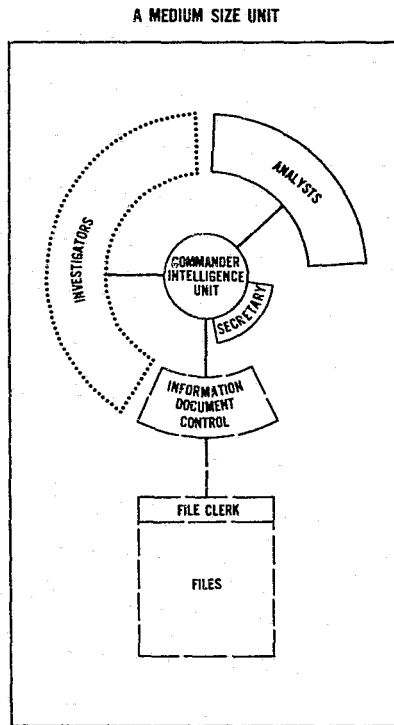 A MEDIUM SIZE UNIT
ANALYSTS
INVESTIGATORS
COMMANDER
INTELLIGENCE
UNIT
SECRETARY
INFORMATION
DOCUMENT
CONTROL
FILE CLERK
FILES